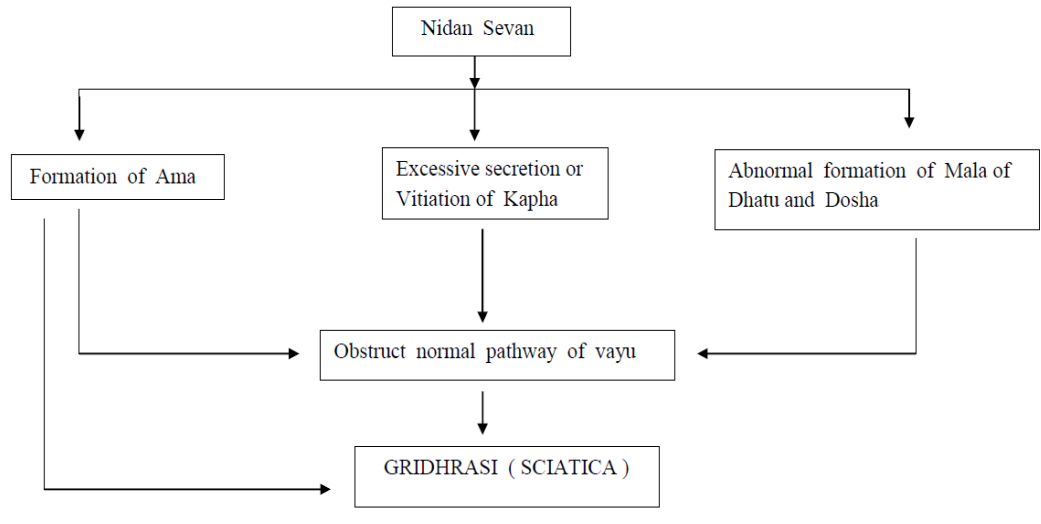 Nidan Sevan
Formation of Ama
Excessive secretion or
Vitiation of Kapha
Abnormal formation of Mala of
Dhatu and Dosha
Obstruct normal pathway of vayu
GRIDHRASI ( SCIATICA )